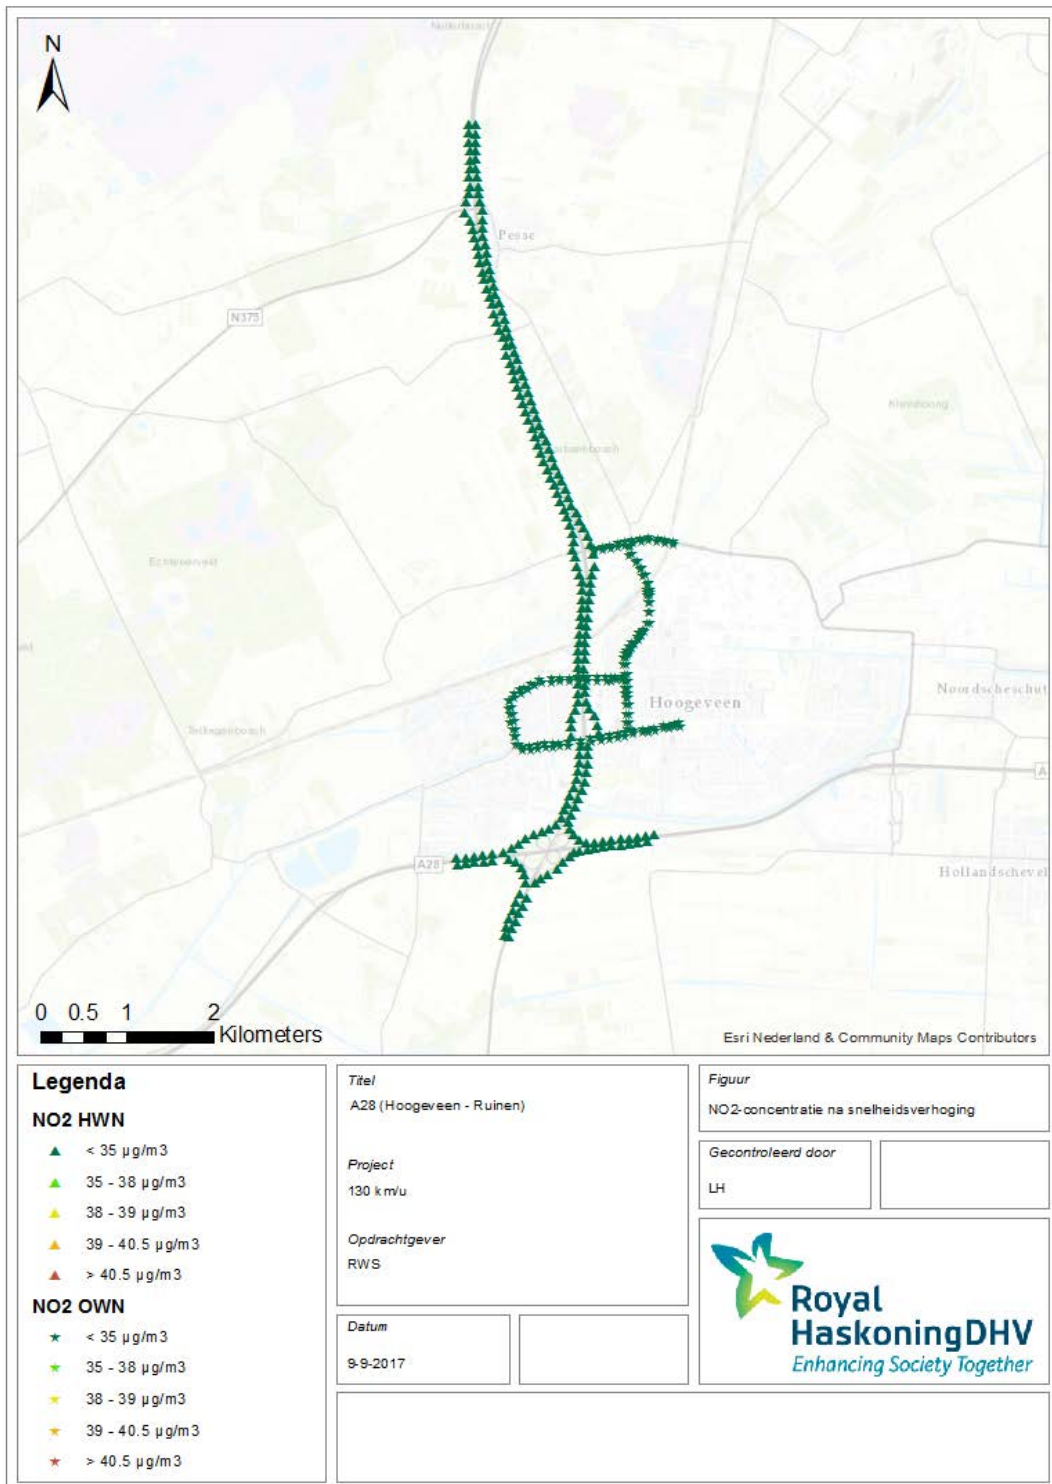 N
Pesse
N375
Echtenerveld
Hoogeveen
Noordscheschut
A28
A
Hollandschevel
0 0.5 1 2
Kilometers
Esri Nederland & Community Maps Contributors
Legenda
NO2 HWN
< 35 µg/m3
35 - 38 µg/m3
38 - 39 µg/m3
39 - 40.5 µg/m3
> 40.5 µg/m3
NO2 OWN
< 35 µg/m3
35 - 38 µg/m3
38 - 39 µg/m3
39 - 40.5 µg/m3
> 40.5 µg/m3
Titel
A28 (Hoogeveen - Ruinen)
Project
130 km/u
Opdrachtgever
RWS
Datum
9-9-2017
Figuur
NO2-concentratie na snelheidsverhoging
Gecontroleerd door
LH
Royal
HaskoningDHV
Enhancing Society Together